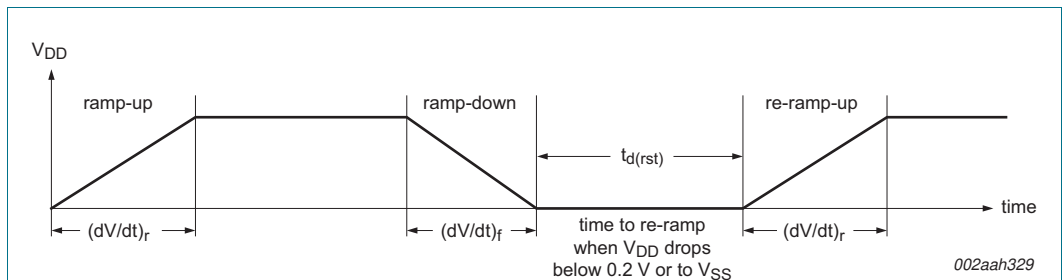 VDD
ramp-up
ramp-down
re-ramp-up
td(rst)
time
(dV/dt)r
(dV/dt)f
time to re-ramp
when VDD drops
below 0.2 V or to VSS
(dV/dt)r
002aah329